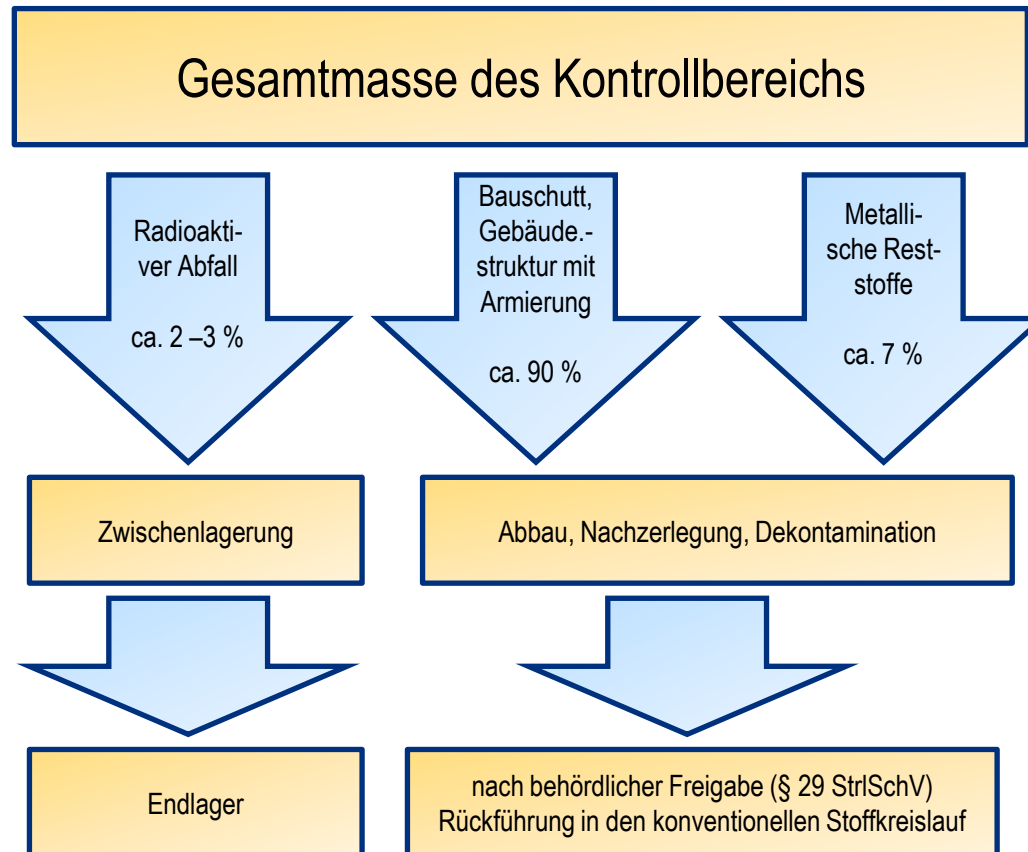 Gesamtmasse des Kontrollbereichs
Radioakti-
ver Abfall
ca. 2 –3 %
Bauschutt,
Gebäude.-
struktur mit
Armierung
ca. 90 %
Metalli-
sche Rest-
stoffe
ca. 7 %
Zwischenlagerung
Abbau, Nachzerlegung, Dekontamination
Endlager
nach behördlicher Freigabe (§ 29 StrlSchV)
Rückführung in den konventionellen Stoffkreislauf